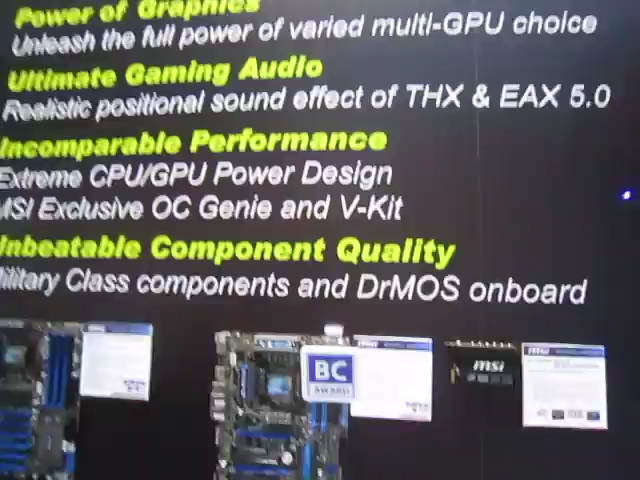 Power of Graphics
Unleash the full power of varied multi-GPU choice
Ultimate Gaming Audio
Realistic positional sound effect of THX & EAX 5.0
Incomparable Performance
Extreme CPU/GPU Power Design
MSI Exclusive OC Genie and V-Kit
Unbeatable Component Quality
Military Class components and DrMOS onboard
BC
AWARD
msi